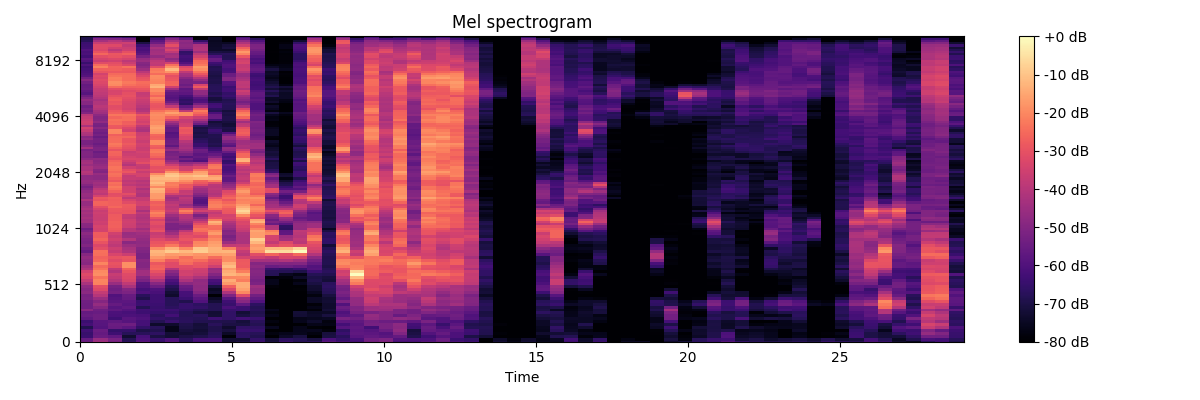 Mel spectrogram
+0 dB
8192
-10 dB
-20 dB
4096
-30 dB
2048
-40 dB
Hz
1024
-50 dB
-60 dB
512
-70 dB
0
-80 dB
0 5 10 15 20 25
Time